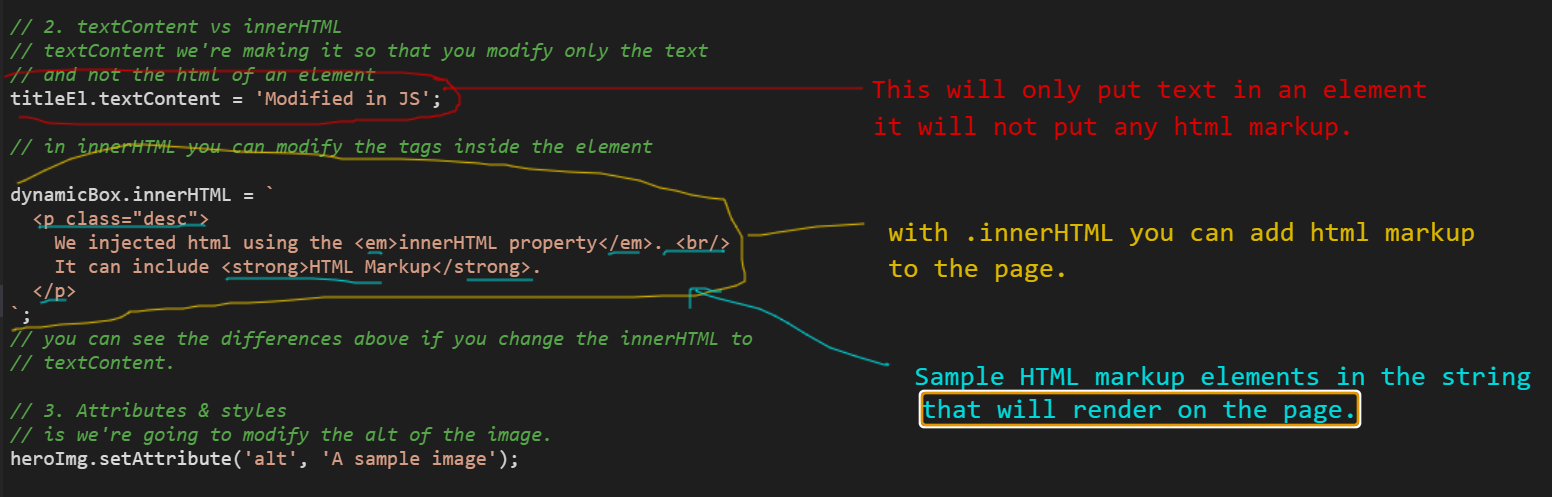 // 2. textContent vs innerHTML
// textContent we're making it so that you modify only the text
// and not the html of an element
titleEl.textContent = 'Modified in JS';
This will only put text in an element
it will not put any html markup.
// in innerHTML you can modify the tags inside the element
dynamicBox.innerHTML = `
<p class="desc">
We injected html using the <em>innerHTML property</em>. <br/>
It can include <strong>HTML Markup</strong>.
</p>
`;
with .innerHTML you can add html markup
to the page.
// you can see the differences above if you change the innerHTML to
// textContent.
Sample HTML markup elements in the string
that will render on the page.
// 3. Attributes & styles
// is we're going to modify the alt of the image.
heroImg.setAttribute('alt', 'A sample image');